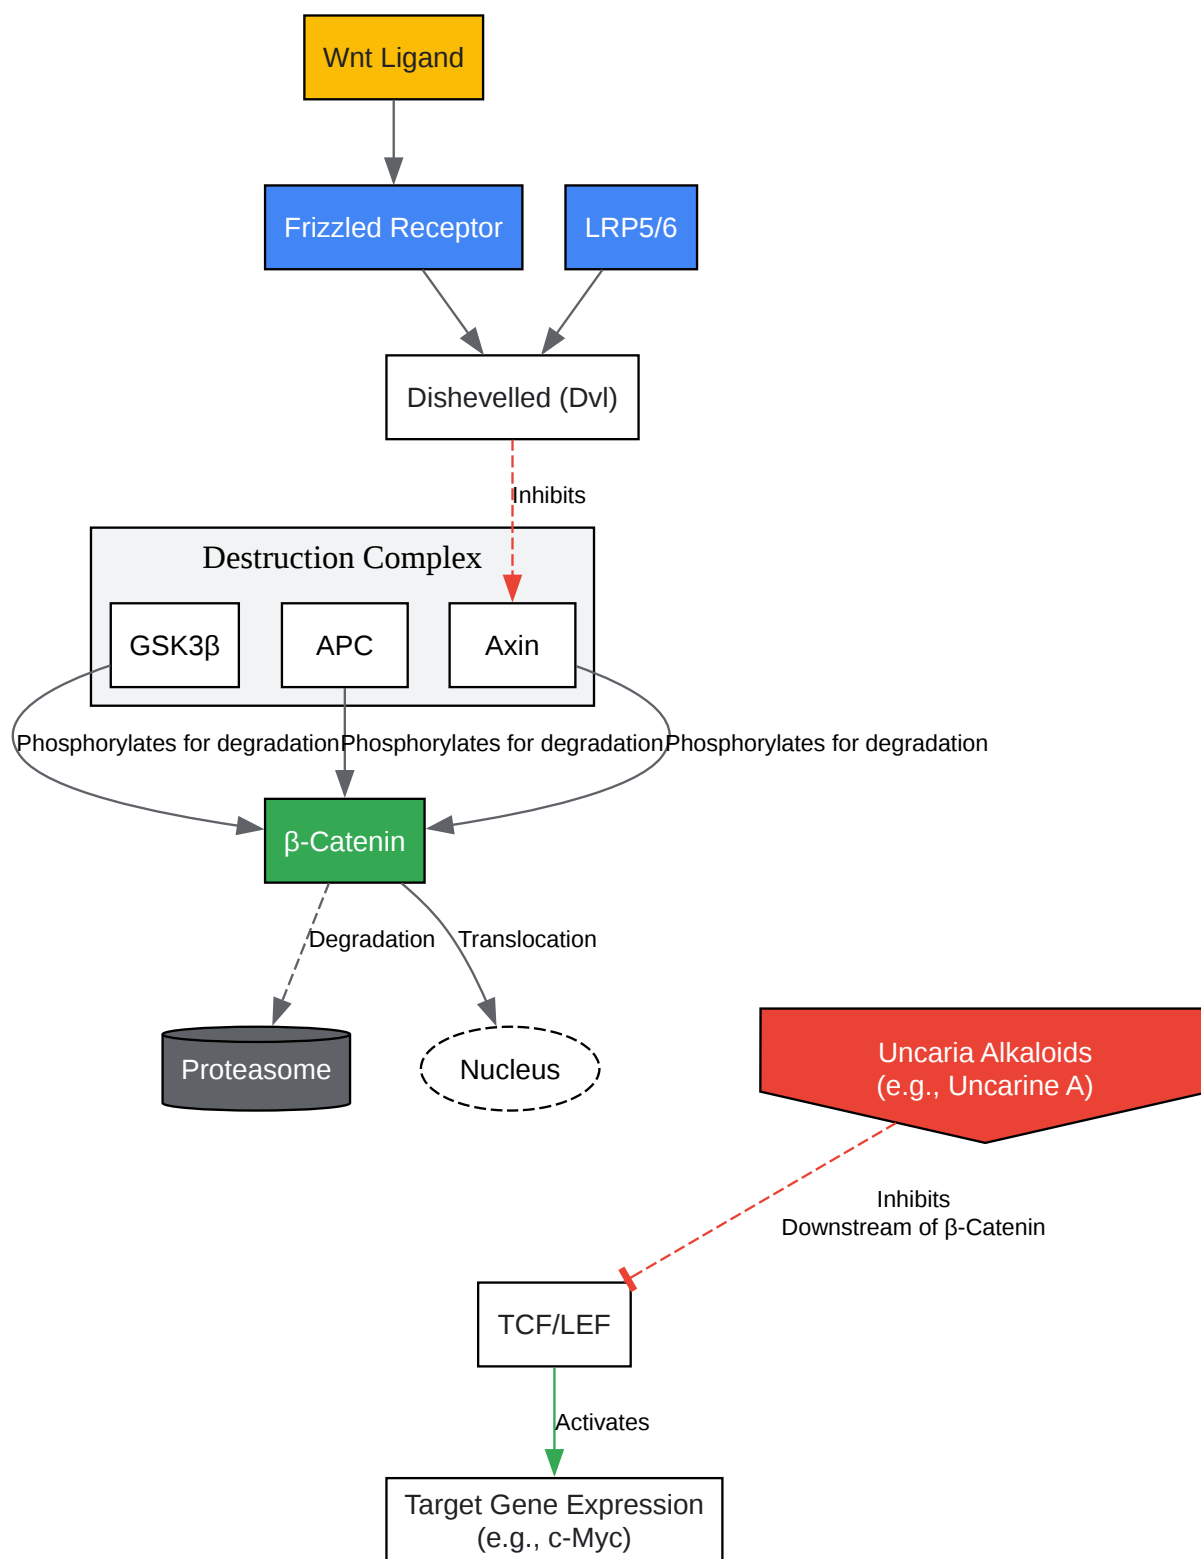 Wnt Ligand
Frizzled Receptor
LRP5/6
Dishevelled (Dvl)
Inhibits
Destruction Complex
GSK3β
APC
Axin
Phosphorylates for degradation
Phosphorylates for degradation
Phosphorylates for degradation
β-Catenin
Degradation
Translocation
Proteasome
Nucleus
Uncaria Alkaloids
(e.g., Uncarine A)
Inhibits
Downstream of β-Catenin
TCF/LEF
Activates
Target Gene Expression
(e.g., c-Myc)